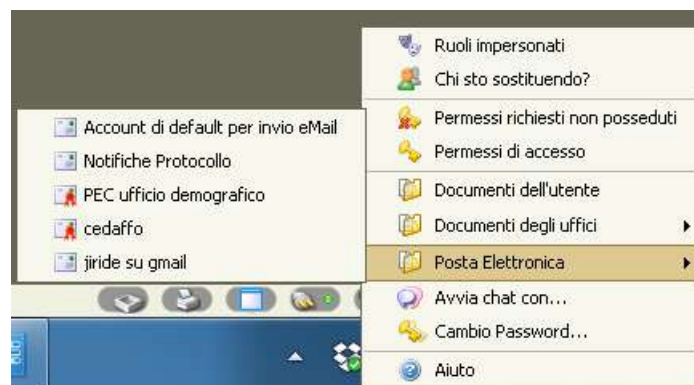 Ruoli impersonati
Chi sto sostituendo?
Permessi richiesti non posseduti
Permessi di accesso
Documenti dell'utente
Documenti degli uffici
Posta Elettronica
Avvia chat con...
Cambio Password...
Aiuto
Account di default per invio eMail
Notifiche Protocollo
PEC ufficio demografico
cedaffo
jiride su gmail